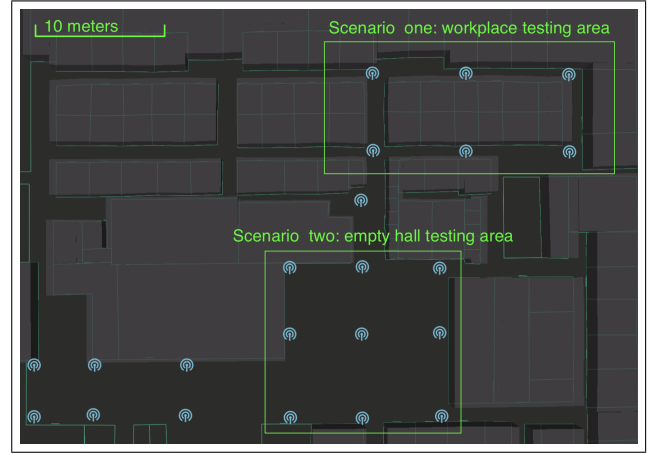 10 meters
Scenario one: workplace testing area
Scenario two: empty hall testing area